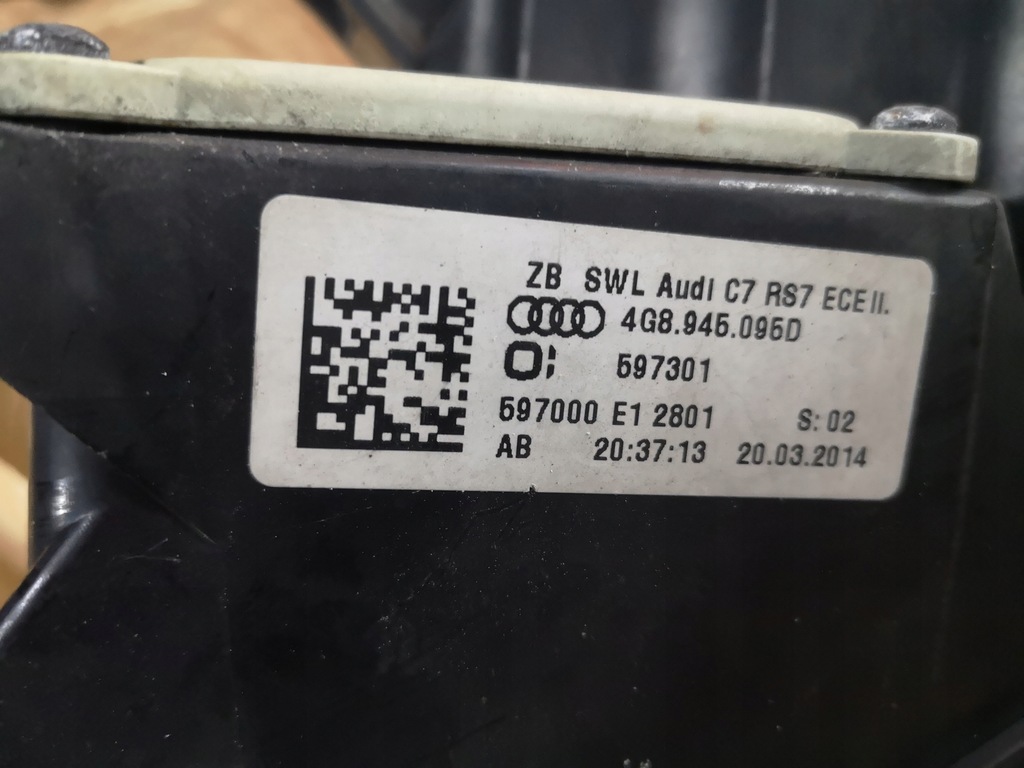 ZB SWL Audi C7 RS7 ECE II.
4G8.945.095D
O: 597301
597000 E1 2801 S: 02
AB 20:37:13 20.03.2014